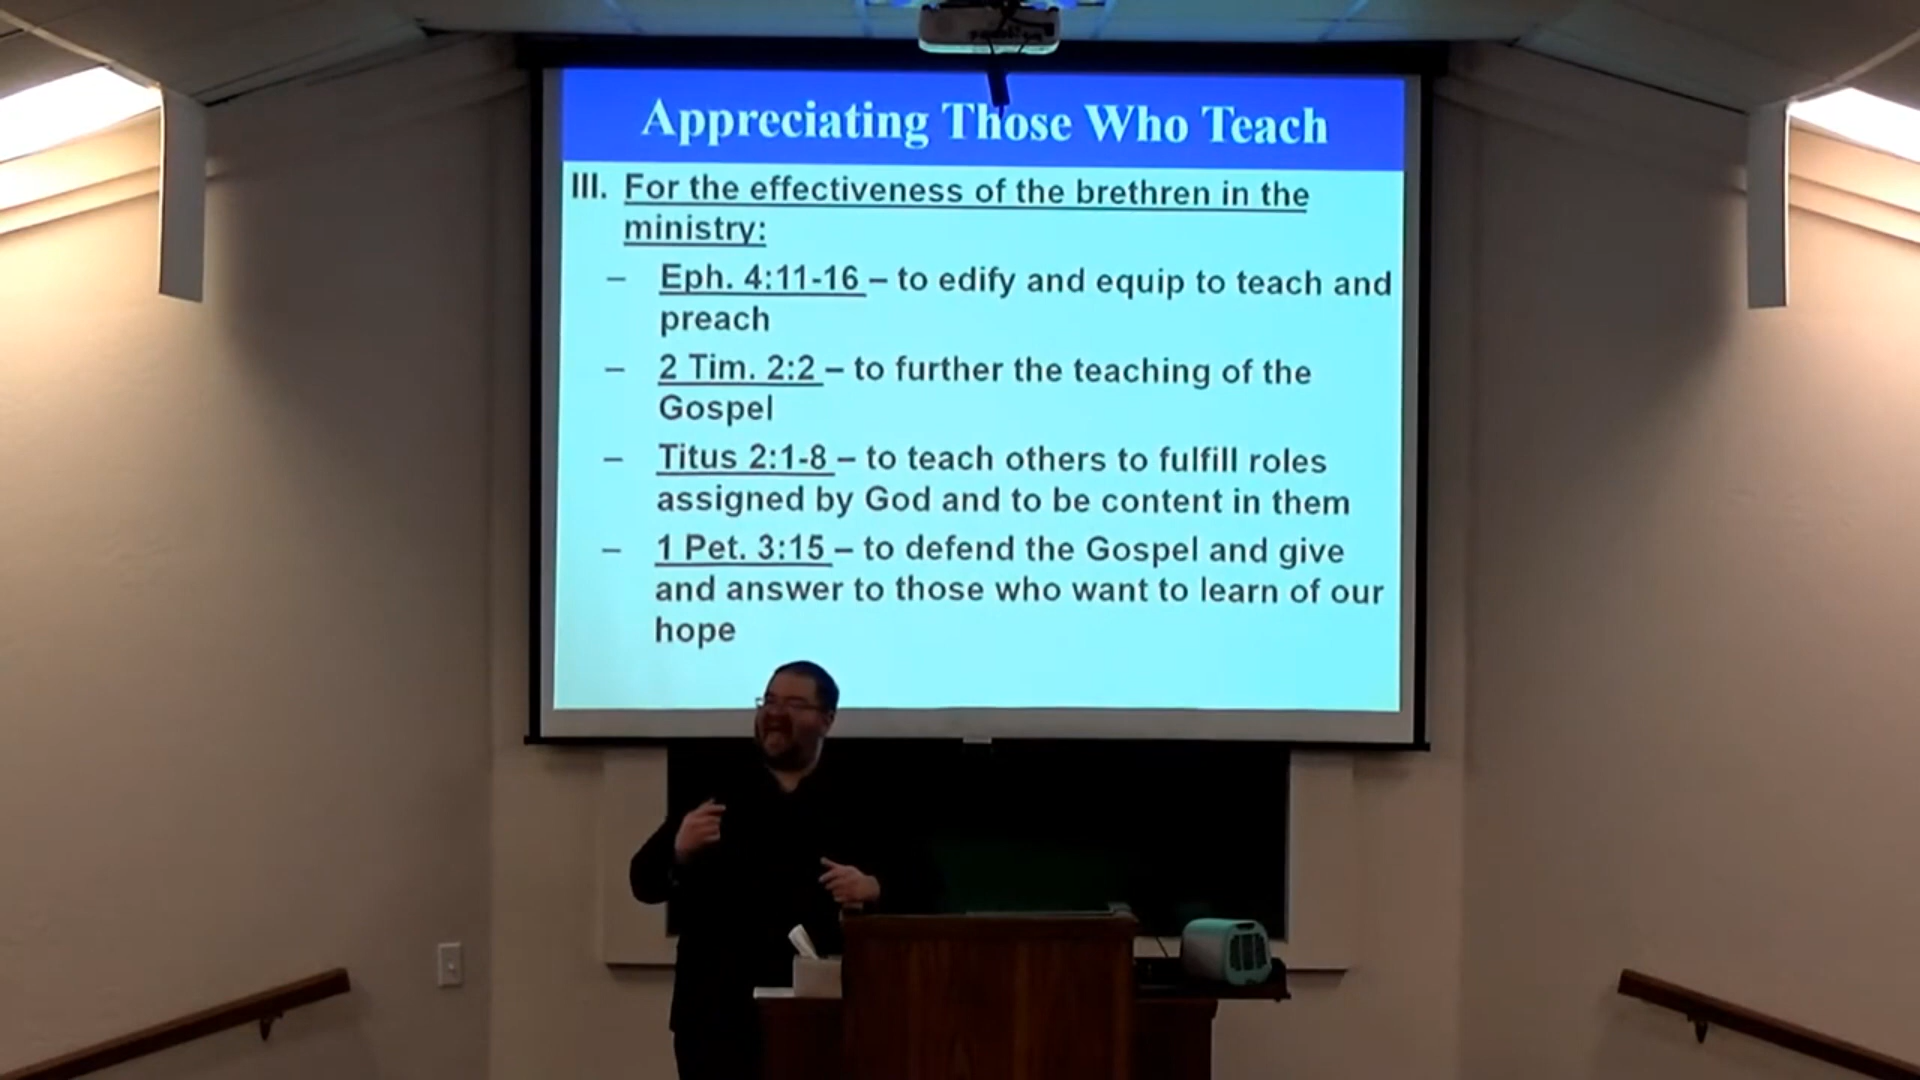 Appreciating Those Who Teach
III. For the effectiveness of the brethren in the
ministry:
– Eph. 4:11-16 – to edify and equip to teach and
preach
– 2 Tim. 2:2 – to further the teaching of the
Gospel
– Titus 2:1-8 – to teach others to fulfill roles
assigned by God and to be content in them
– 1 Pet. 3:15 – to defend the Gospel and give
and answer to those who want to learn of our
hope